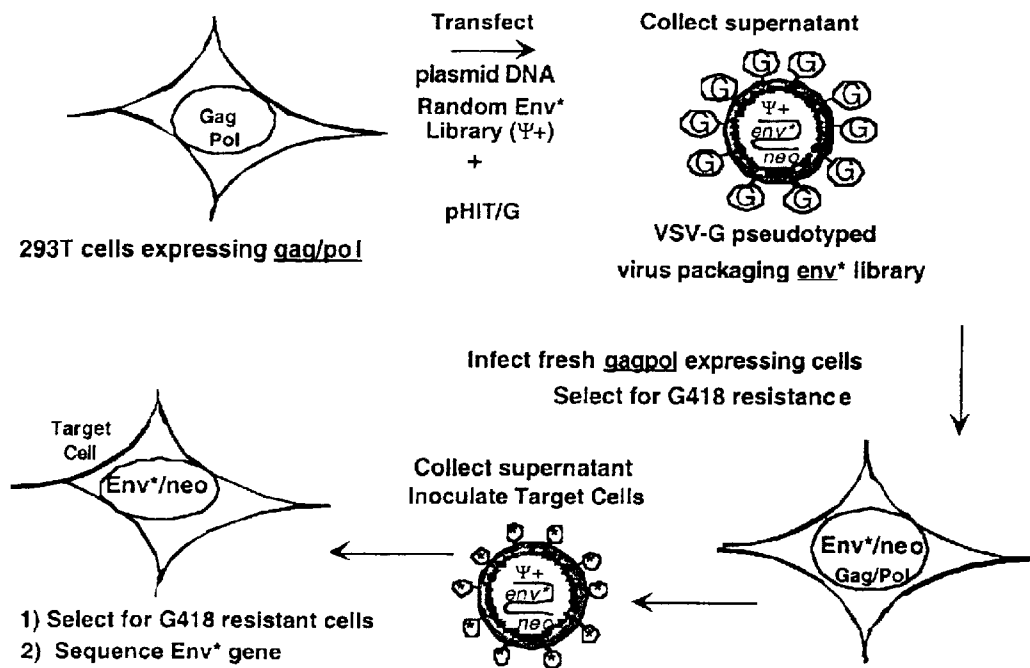 Transfect
plasmid DNA
Random Env*
Library (Ψ+)
+
pHIT/G
Gag
Pol
293T cells expressing gag/pol
Collect supernatant
G
G
G
G
G
G
G
G
G
G
Ψ+
env*
neo
VSV-G pseudotyped
virus packaging env* library
Infect fresh gagpol expressing cells
Select for G418 resistance
Env*/neo
Gag/Pol
Collect supernatant
Inoculate Target Cells
*
*
*
*
*
*
*
*
*
*
Ψ+
env*
neo
Target
Cell
Env*/neo
1) Select for G418 resistant cells
2) Sequence Env* gene